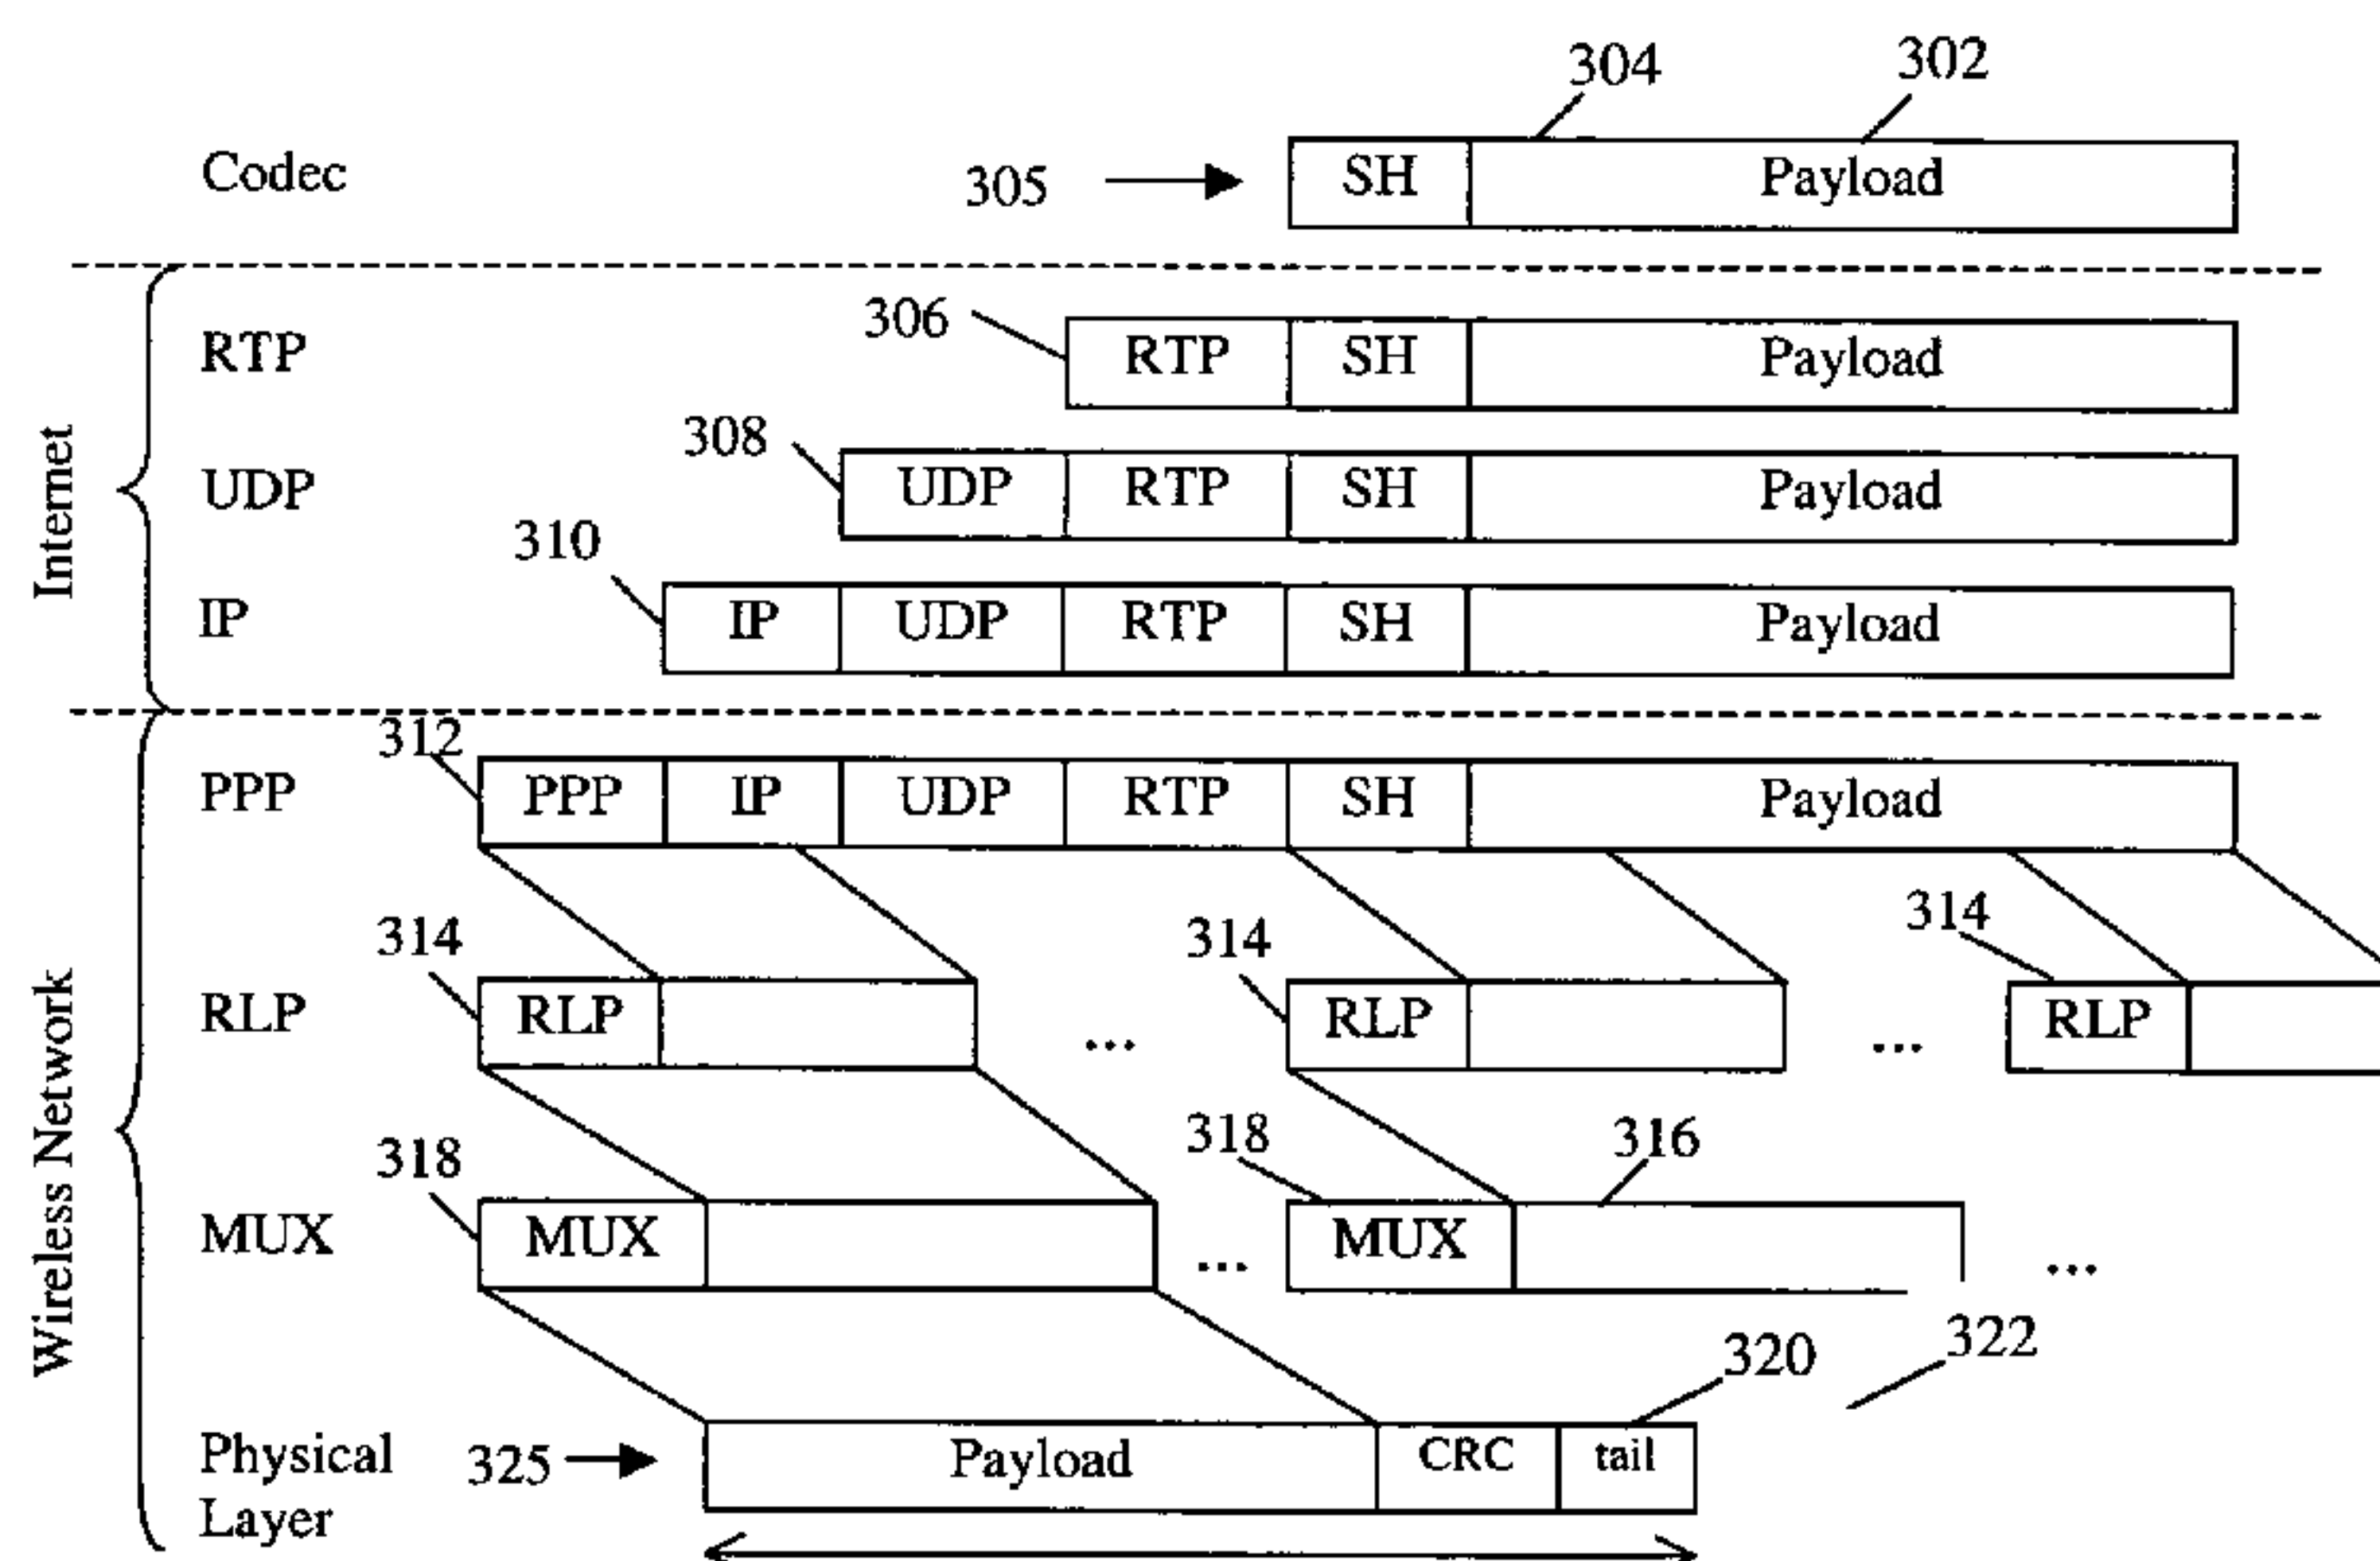 304 302
Codec 305 SH Payload
306
RTP RTP SH Payload
308
UDP UDP RTP SH Payload
310
IP IP UDP RTP SH Payload
Internet
312
PPP PPP IP UDP RTP SH Payload
314 314 314
RLP RLP ... RLP ... RLP
318 318 316
MUX MUX ... MUX ...
Wireless Network
320 322
Physical Layer 325 Payload CRC tail